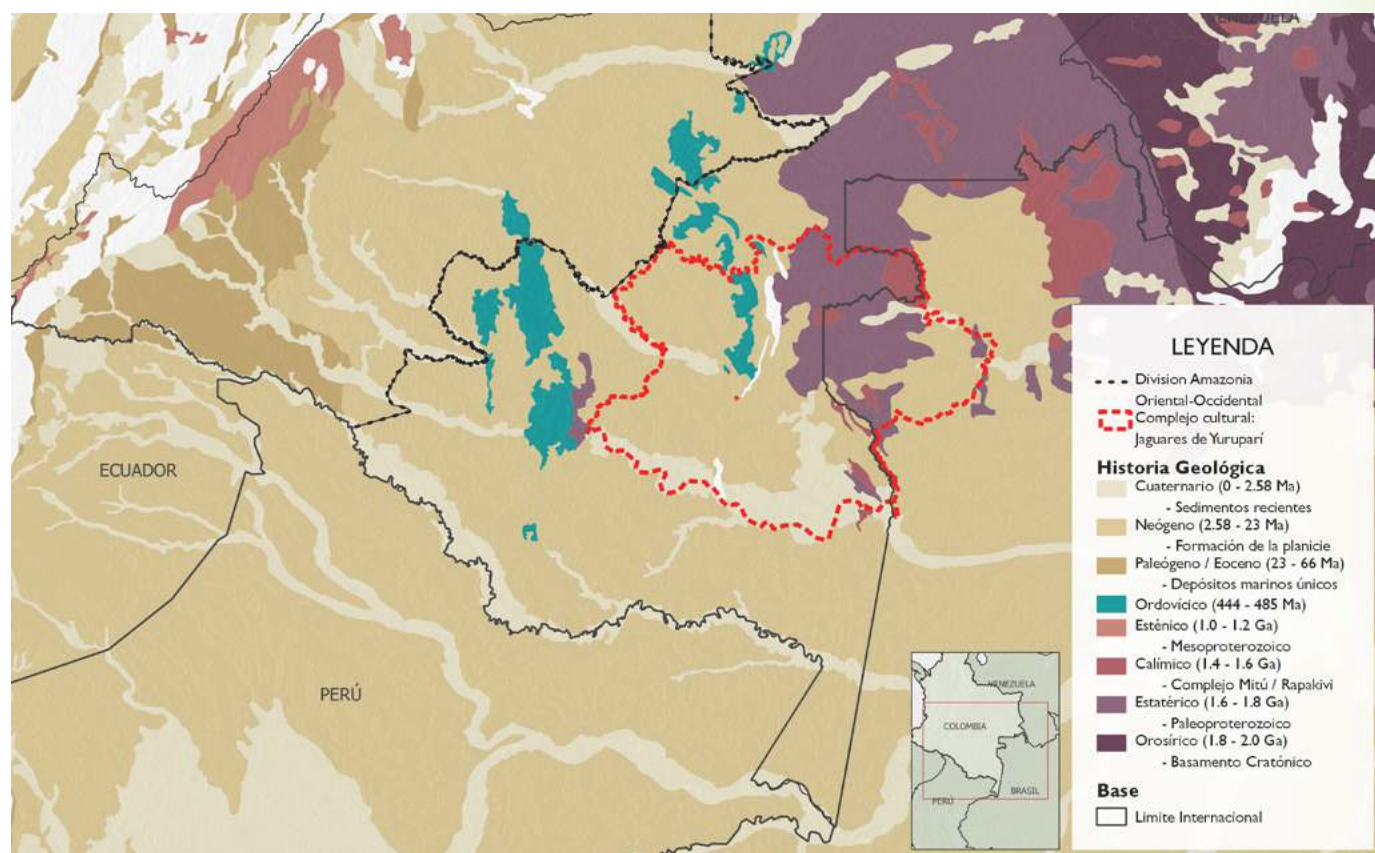 VENEZUELA
ECUADOR
PERÚ
LEYENDA
Division Amazonia
Oriental-Occidental
Complejo cultural:
Jaguares de Yuruparí
Historia Geológica
Cuaternario (0 - 2.58 Ma)
- Sedimentos recientes
Neógeno (2.58 - 23 Ma)
- Formación de la planicie
Paleógeno / Eoceno (23 - 66 Ma)
- Depósitos marinos únicos
Ordovícico (444 - 485 Ma)
Esténico (1.0 - 1.2 Ga)
- Mesoproterozoico
Calímico (1.4 - 1.6 Ga)
- Complejo Mitú / Rapakivi
Estatérico (1.6 - 1.8 Ga)
- Paleoproterozoico
Orosírico (1.8 - 2.0 Ga)
- Basamento Cratónico
Base
Limite Internacional
VENEZUELA
COLOMBIA
PERÚ
BRASIL